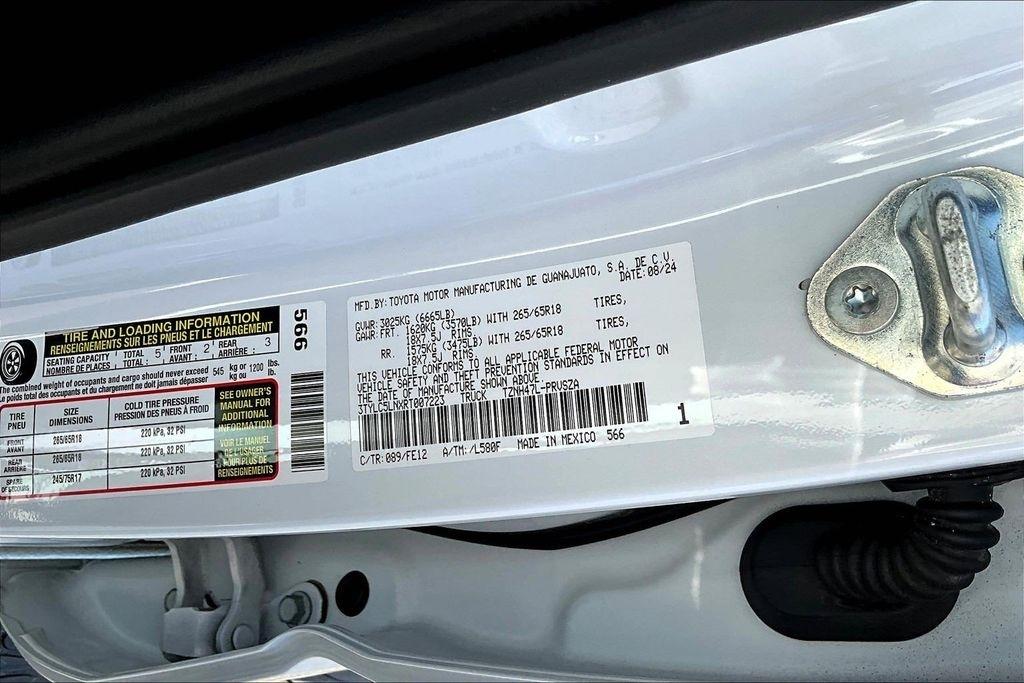 TIRE AND LOADING INFORMATION
RENSEIGNEMENTS SUR LES PNEUS ET LE CHARGEMENT
SEATING CAPACITY TOTAL 5 FRONT 2 REAR 3
NOMBRE DE PLACES TOTAL: AVANT: ARRIÈRE:
The combined weight of occupants and cargo should never exceed 545 kg or 1200 lbs.
Le poids total des occupants et du chargement ne doit jamais dépasser kg ou lbs.
TIRE SIZE COLD TIRE PRESSURE
PNEU DIMENSIONS PRESSION DES PNEUS À FROID
FRONT AVANT 265/65R18 220 kPa, 32 PSI
REAR ARRIÈRE 265/65R18 220 kPa, 32 PSI
SPARE DE SECOURS 245/75R17 220 kPa, 32 PSI
SEE OWNER'S
MANUAL FOR
ADDITIONAL
INFORMATION
VOIR LE MANUEL
DE L'USAGER
POUR PLUS DE
RENSEIGNEMENTS
566
MFD.BY: TOYOTA MOTOR MANUFACTURING DE GUANAJUATO, S.A. DE C.V.
DATE: 08/24
GVWR: 3025KG (6665LB)
GAWR: FRT. 1620KG (3570LB) WITH 265/65R18 TIRES,
18X7.5J RIMS
RR. 1575KG (3475LB) WITH 265/65R18 TIRES,
18X7.5J RIMS
THIS VEHICLE CONFORMS TO ALL APPLICABLE FEDERAL MOTOR
VEHICLE SAFETY AND THEFT PREVENTION STANDARDS IN EFFECT ON
THE DATE OF MANUFACTURE SHOWN ABOVE.
3TYLC5LNXRT007223 TRUCK TZNH47L-PRUSZA
C/TR: 089/FE12 A/TM: /L580F MADE IN MEXICO 566
1